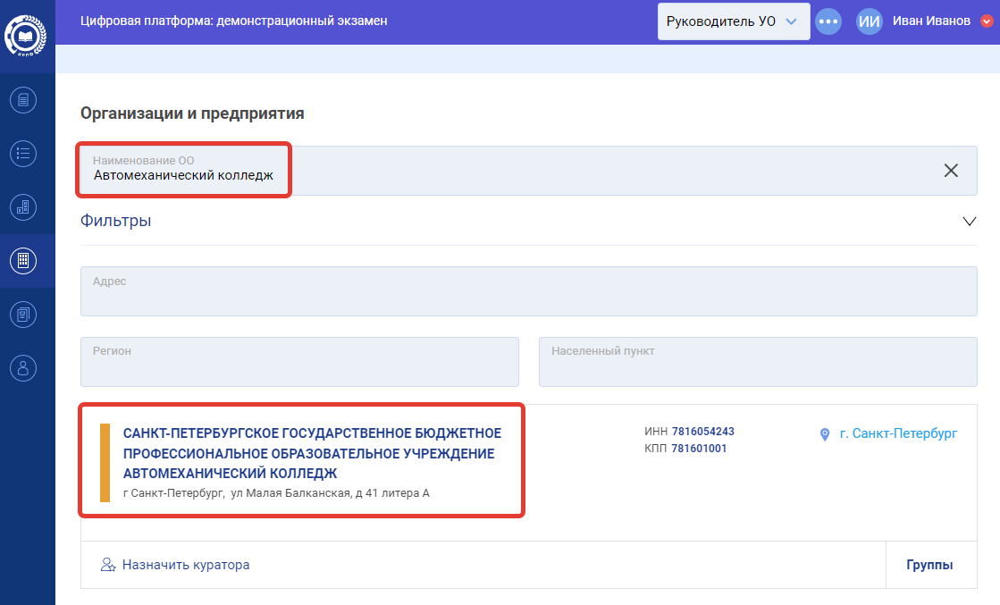 Цифровая платформа: демонстрационный экзамен
Руководитель УО
ИИ
Иван Иванов
Организации и предприятия
Наименование ОО
Автомеханический колледж
Фильтры
Адрес
Регион
Населенный пункт
САНКТ-ПЕТЕРБУРГСКОЕ ГОСУДАРСТВЕННОЕ БЮДЖЕТНОЕ
ПРОФЕССИОНАЛЬНОЕ ОБРАЗОВАТЕЛЬНОЕ УЧРЕЖДЕНИЕ
АВТОМЕХАНИЧЕСКИЙ КОЛЛЕДЖ
г Санкт-Петербург, ул Малая Балканская, д 41 литера А
ИНН 7816054243
КПП 781601001
г. Санкт-Петербург
Назначить куратора
Группы